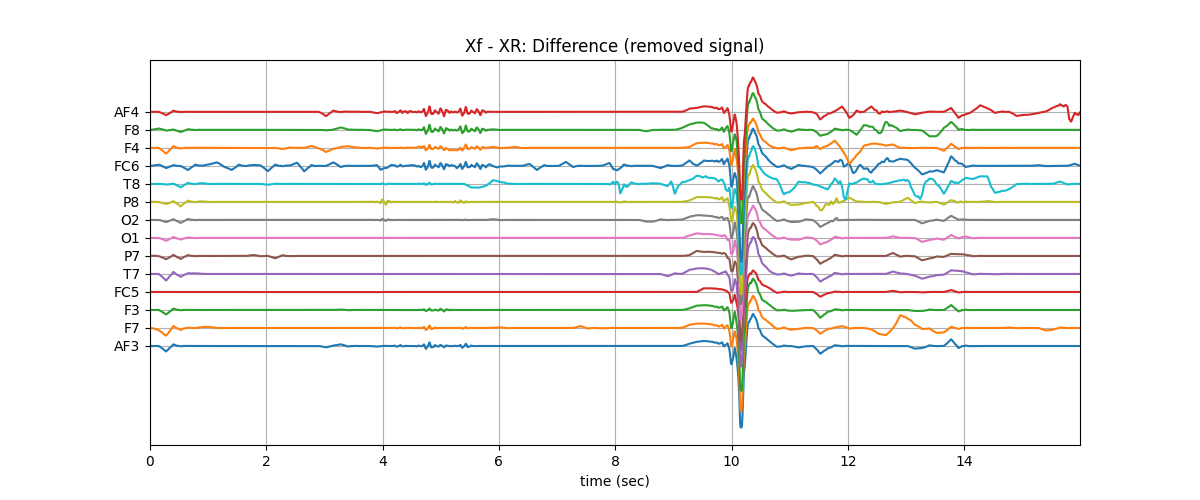 Xf - XR: Difference (removed signal)
AF4
F8
F4
FC6
T8
P8
O2
O1
P7
T7
FC5
F3
F7
AF3
0 2 4 6 8 10 12 14
time (sec)